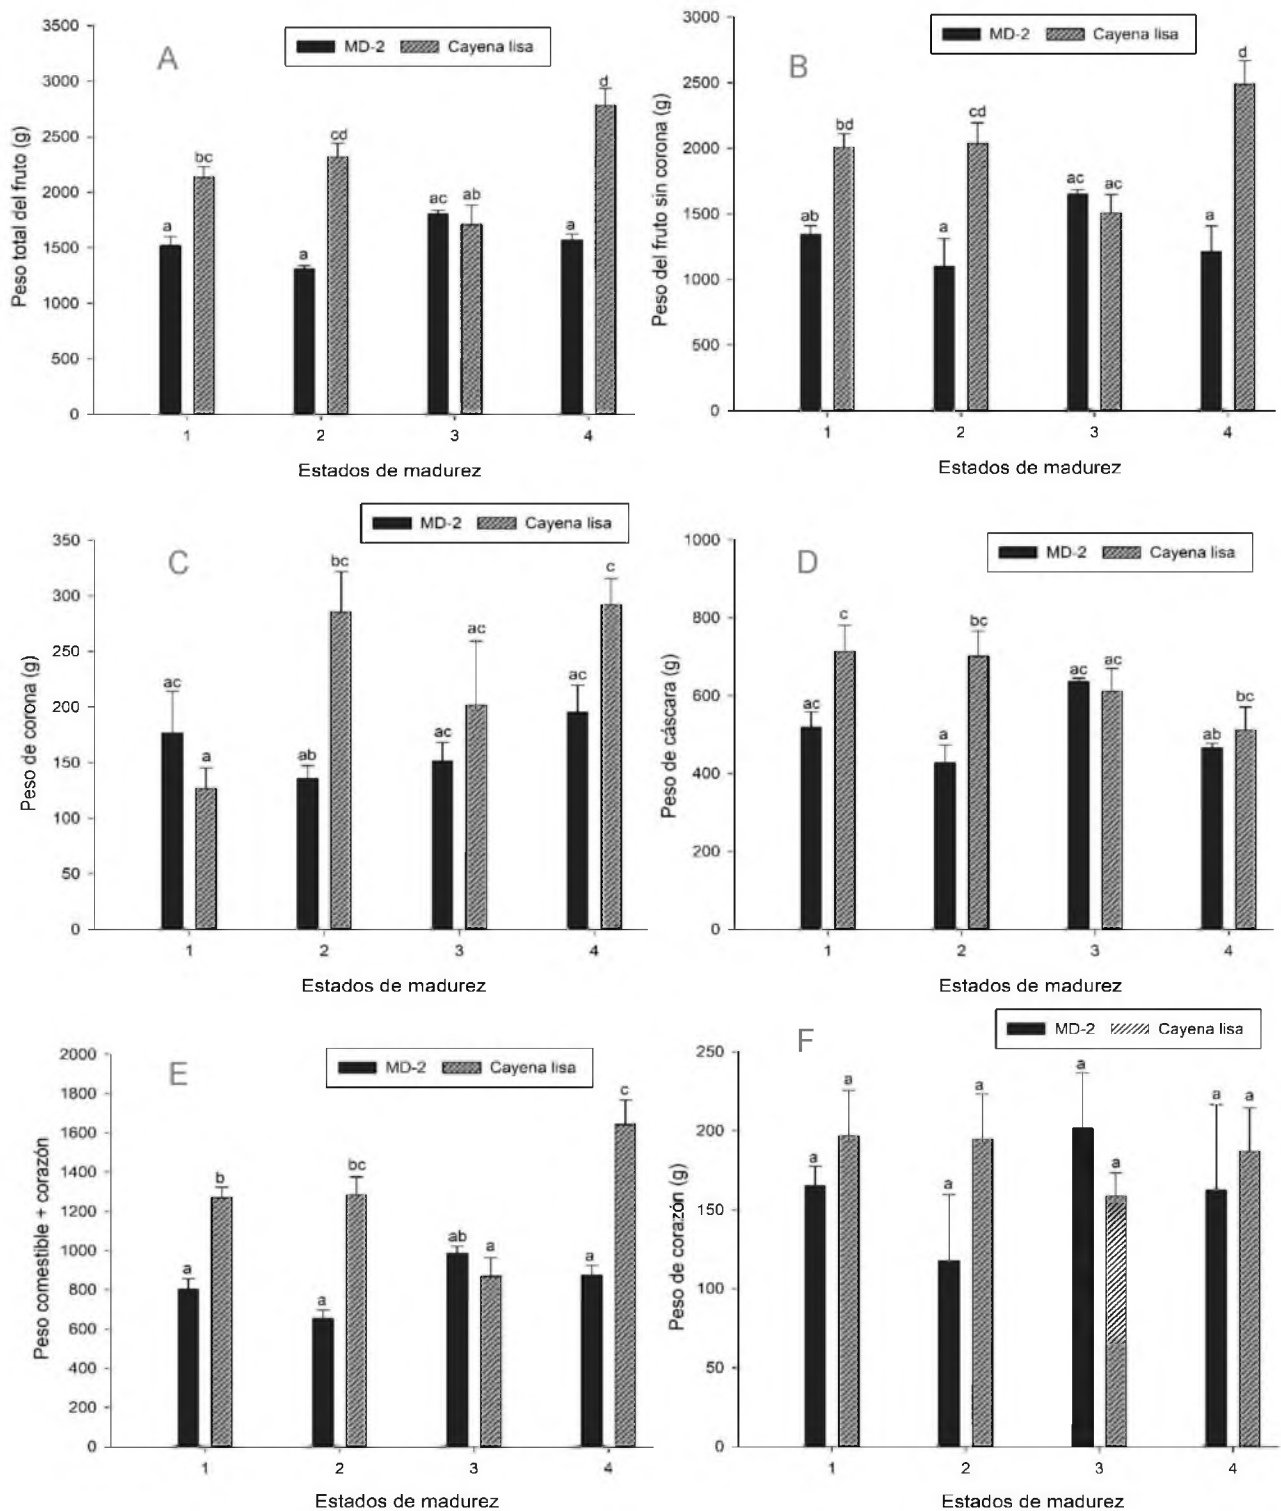 A
MD-2 Cayena lisa
Peso total del fruto (g)
3500
3000
2500
2000
1500
1000
500
0
a bc a cd ac ab a d
1 2 3 4
Estados de madurez
B
MD-2 Cayena lisa
Peso del fruto sin corona (g)
3000
2500
2000
1500
1000
500
0
ab bd a cd ac ac a d
1 2 3 4
Estados de madurez
C
MD-2 Cayena lisa
Peso de corona (g)
350
300
250
200
150
100
50
0
ac a ab bc ac ac ac c
1 2 3 4
Estados de madurez
D
MD-2 Cayena lisa
Peso de cáscara (g)
1000
800
600
400
200
0
ac c a bc ac ac ab bc
1 2 3 4
Estados de madurez
E
MD-2 Cayena lisa
Peso comestible + corazón
2000
1800
1600
1400
1200
1000
800
600
400
200
0
a b a bc ab a a c
1 2 3 4
Estados de madurez
F
MD-2 Cayena lisa
Peso de corazón (g)
250
200
150
100
50
0
a a a a a a a a
1 2 3 4
Estados de madurez